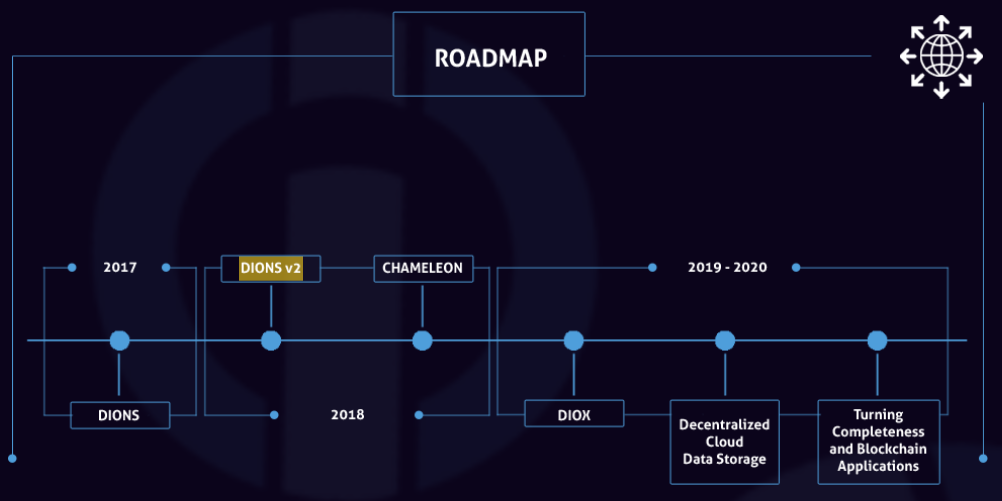 ROADMAP
2017
DIONS v2
CHAMELEON
2019 - 2020
DIONS
2018
DIOX
Decentralized
Cloud
Data Storage
Turning
Completeness
and Blockchain
Applications